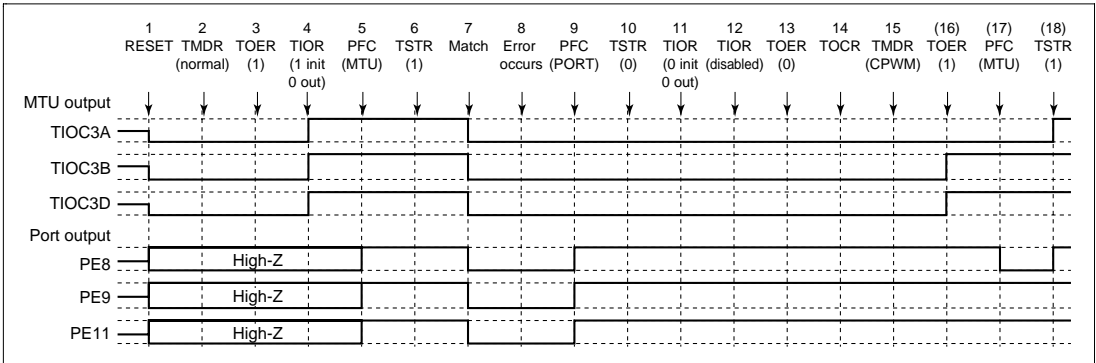 1 2 3 4 5 6 7 8 9 10 11 12 13 14 15 (16) (17) (18)
RESET TMDR TOER TIOR PFC TSTR Match Error PFC TSTR TIOR TIOR TOER TOCR TMDR TOER PFC TSTR
(normal) (1) (1 init (MTU) (1) occurs (PORT) (0) (0 init (disabled) (0) (CPWM) (1) (MTU) (1)
0 out) 0 out)
MTU output
TIOC3A
TIOC3B
TIOC3D
Port output
PE8 High-Z
PE9 High-Z
PE11 High-Z